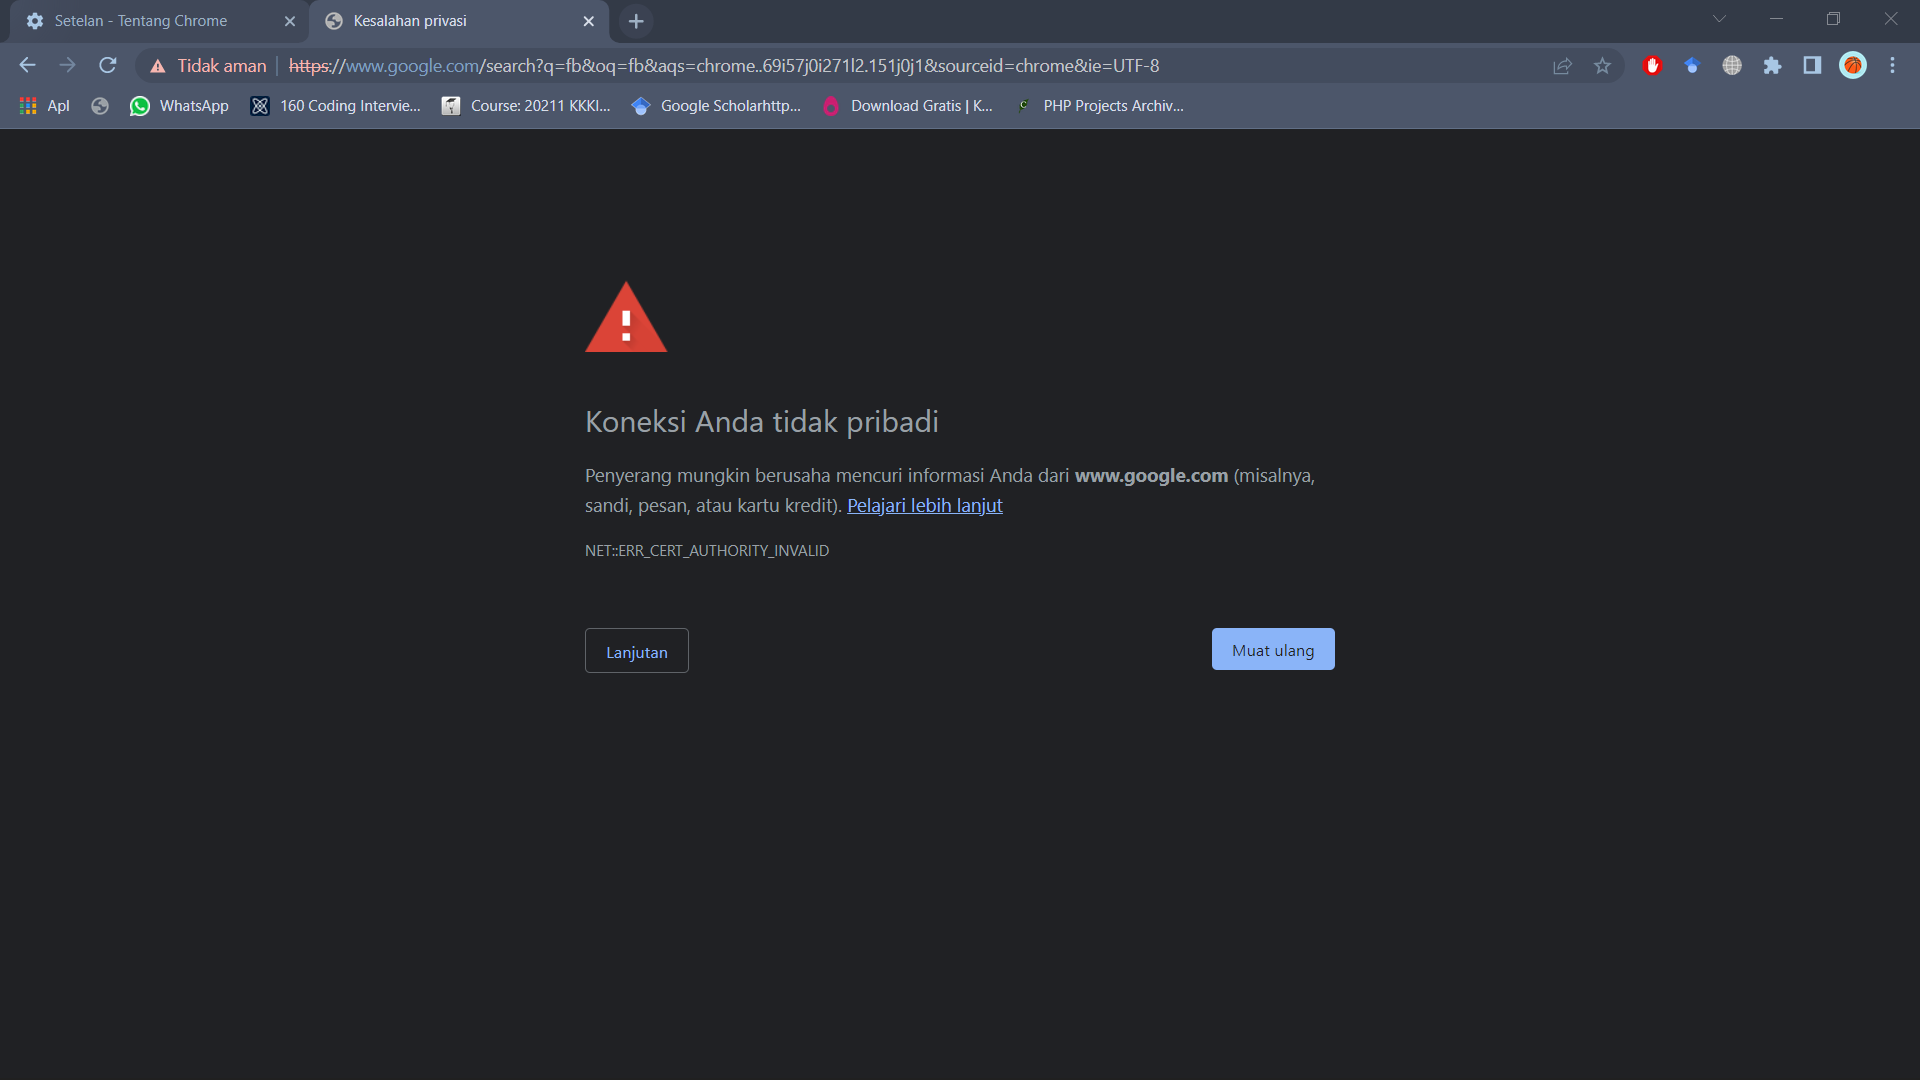 Setelan - Tentang Chrome
Kesalahan privasi
Tidak aman
https://www.google.com/search?q=fb&oq=fb&aqs=chrome..69i57j0i271l2.151j0j1&sourceid=chrome&ie=UTF-8
Apl
WhatsApp
160 Coding Intervie...
Course: 20211 KKKI...
Google Scholarhttp...
Download Gratis | K...
PHP Projects Archiv...
Koneksi Anda tidak pribadi
Penyerang mungkin berusaha mencuri informasi Anda dari www.google.com (misalnya,
sandi, pesan, atau kartu kredit). Pelajari lebih lanjut
NET::ERR_CERT_AUTHORITY_INVALID
Lanjutan
Muat ulang